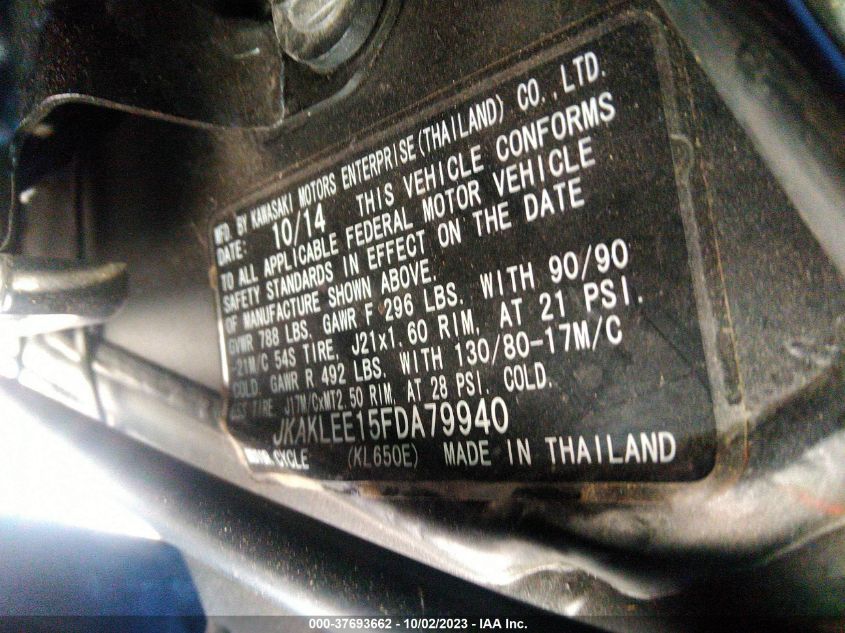 MFD. BY KAWASAKI MOTORS ENTERPRISE(THAILAND) CO.,LTD.
DATE: 10/14 THIS VEHICLE CONFORMS
TO ALL APPLICABLE FEDERAL MOTOR VEHICLE
SAFETY STANDARDS IN EFFECT ON THE DATE
OF MANUFACTURE SHOWN ABOVE.
GVWR 788 LBS. GAWR F 296 LBS. WITH 90/90
-21M/C 54S TIRE, J21x1.60 RIM, AT 21 PSI.
COLD. GAWR R 492 LBS. WITH 130/80-17M/C
65S TIRE, J17M/CxMT2.50 RIM, AT 28 PSI, COLD.
JKAKLEE15FDA79940
CYCLE (KL650E) MADE IN THAILAND
000-37693662 - 10/02/2023 - IAA Inc.